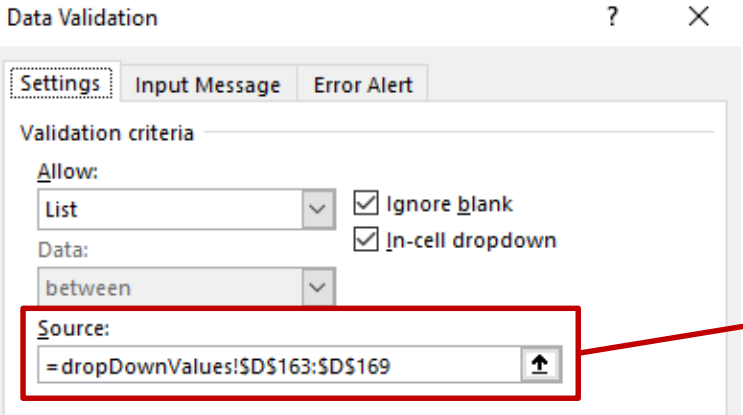 Data Validation ? ×
Settings Input Message Error Alert
Validation criteria
Allow:
List Ignore blank
Data: In-cell dropdown
between
Source:
=dropDownValues!$D$163:$D$169